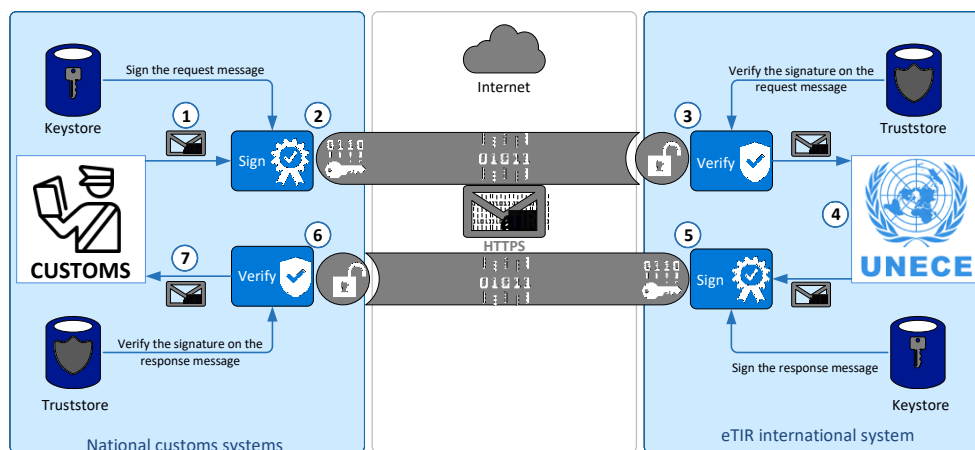 Internet
Sign the request message
Verify the signature on the
request message
Keystore
Truststore
1
2
3
Sign
0110
01011
Verify
HTTPS
CUSTOMS
4
UNECE
7
6
5
Verify
01011
0110
Sign
Verify the signature on the
response message
Sign the response message
Truststore
Keystore
National customs systems
eTIR international system